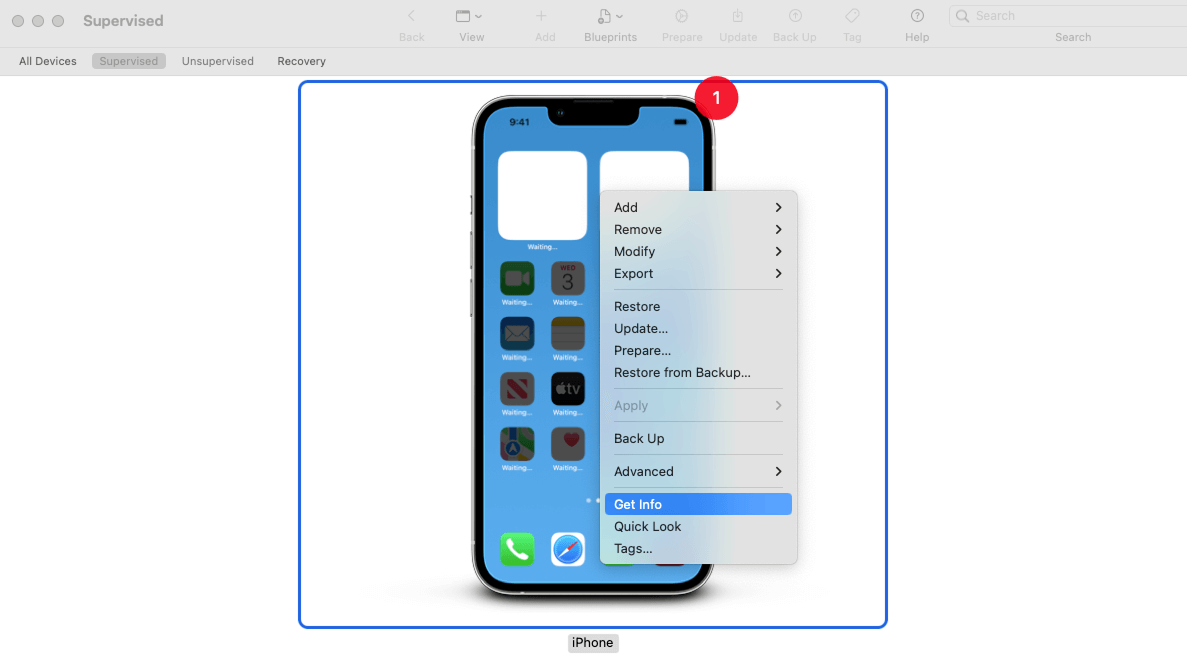 Supervised
Back
View
Add
Blueprints
Prepare
Update
Back Up
Tag
Help
Search
Search
All Devices
Supervised
Unsupervised
Recovery
1
9:41
Waiting...
WED
3
Waiting...
Waiting...
Waiting...
Waiting...
tv
Waiting...
Waiting...
Waiting...
Waiting...
Add
Remove
Modify
Export
Restore
Update...
Prepare...
Restore from Backup...
Apply
Back Up
Advanced
Get Info
Quick Look
Tags...
iPhone